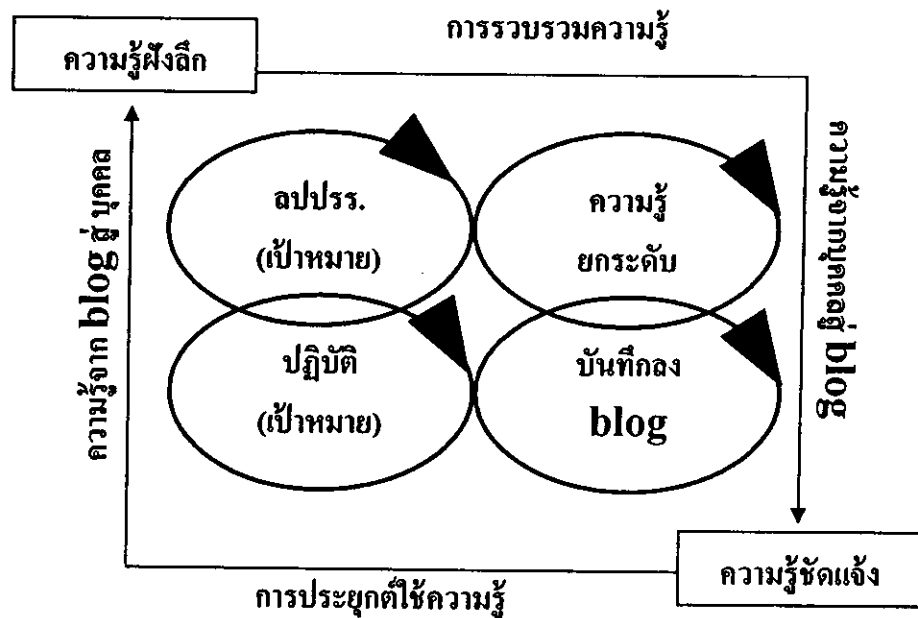 การรวบรวมความรู้
ความรู้ฝังลึก
ความรู้จาก blog สู่ บุคคล
ลปปรร.
(เป้าหมาย)
ความรู้
ยกระดับ
ปฏิบัติ
(เป้าหมาย)
บันทึกลง
blog
ความรู้จากบุคคลสู่ blog
ความรู้ชัดแจ้ง
การประยุกต์ใช้ความรู้